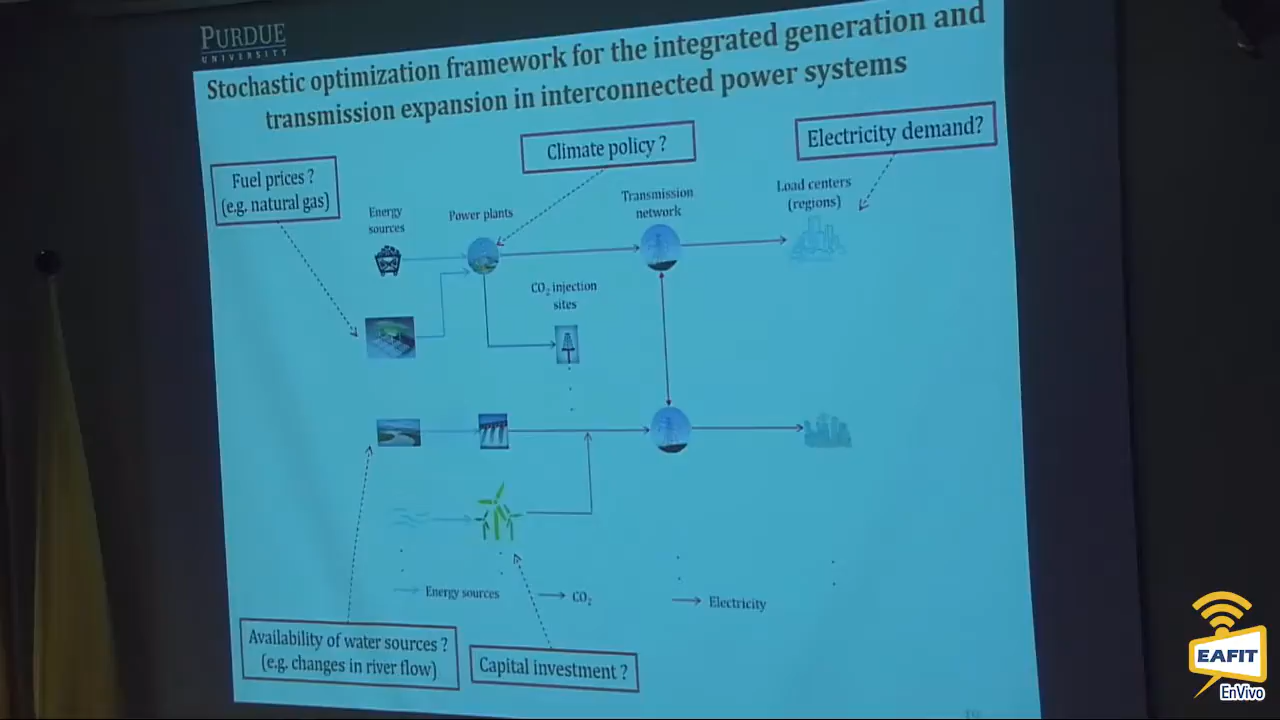 PURDUE
UNIVERSITY
Stochastic optimization framework for the integrated generation and
transmission expansion in interconnected power systems
Climate policy ?
Electricity demand?
Fuel prices ?
(e.g. natural gas)
Energy
sources
Power plants
Transmission
network
Load centers
(regions)
CO₂ injection
sites
Energy sources
CO₂
Electricity
Availability of water sources ?
(e.g. changes in river flow)
Capital investment ?
EAFIT
EnVivo